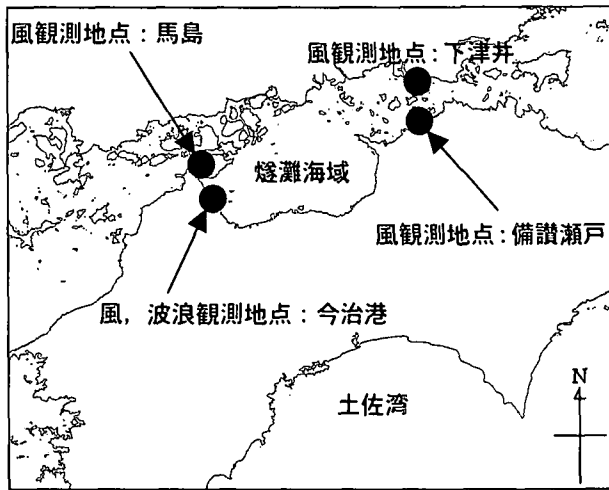 風観測地点：馬島
風観測地点：下津井
燧灘海域
風観測地点：備讃瀬戸
風，波浪観測地点：今治港
土佐湾
N